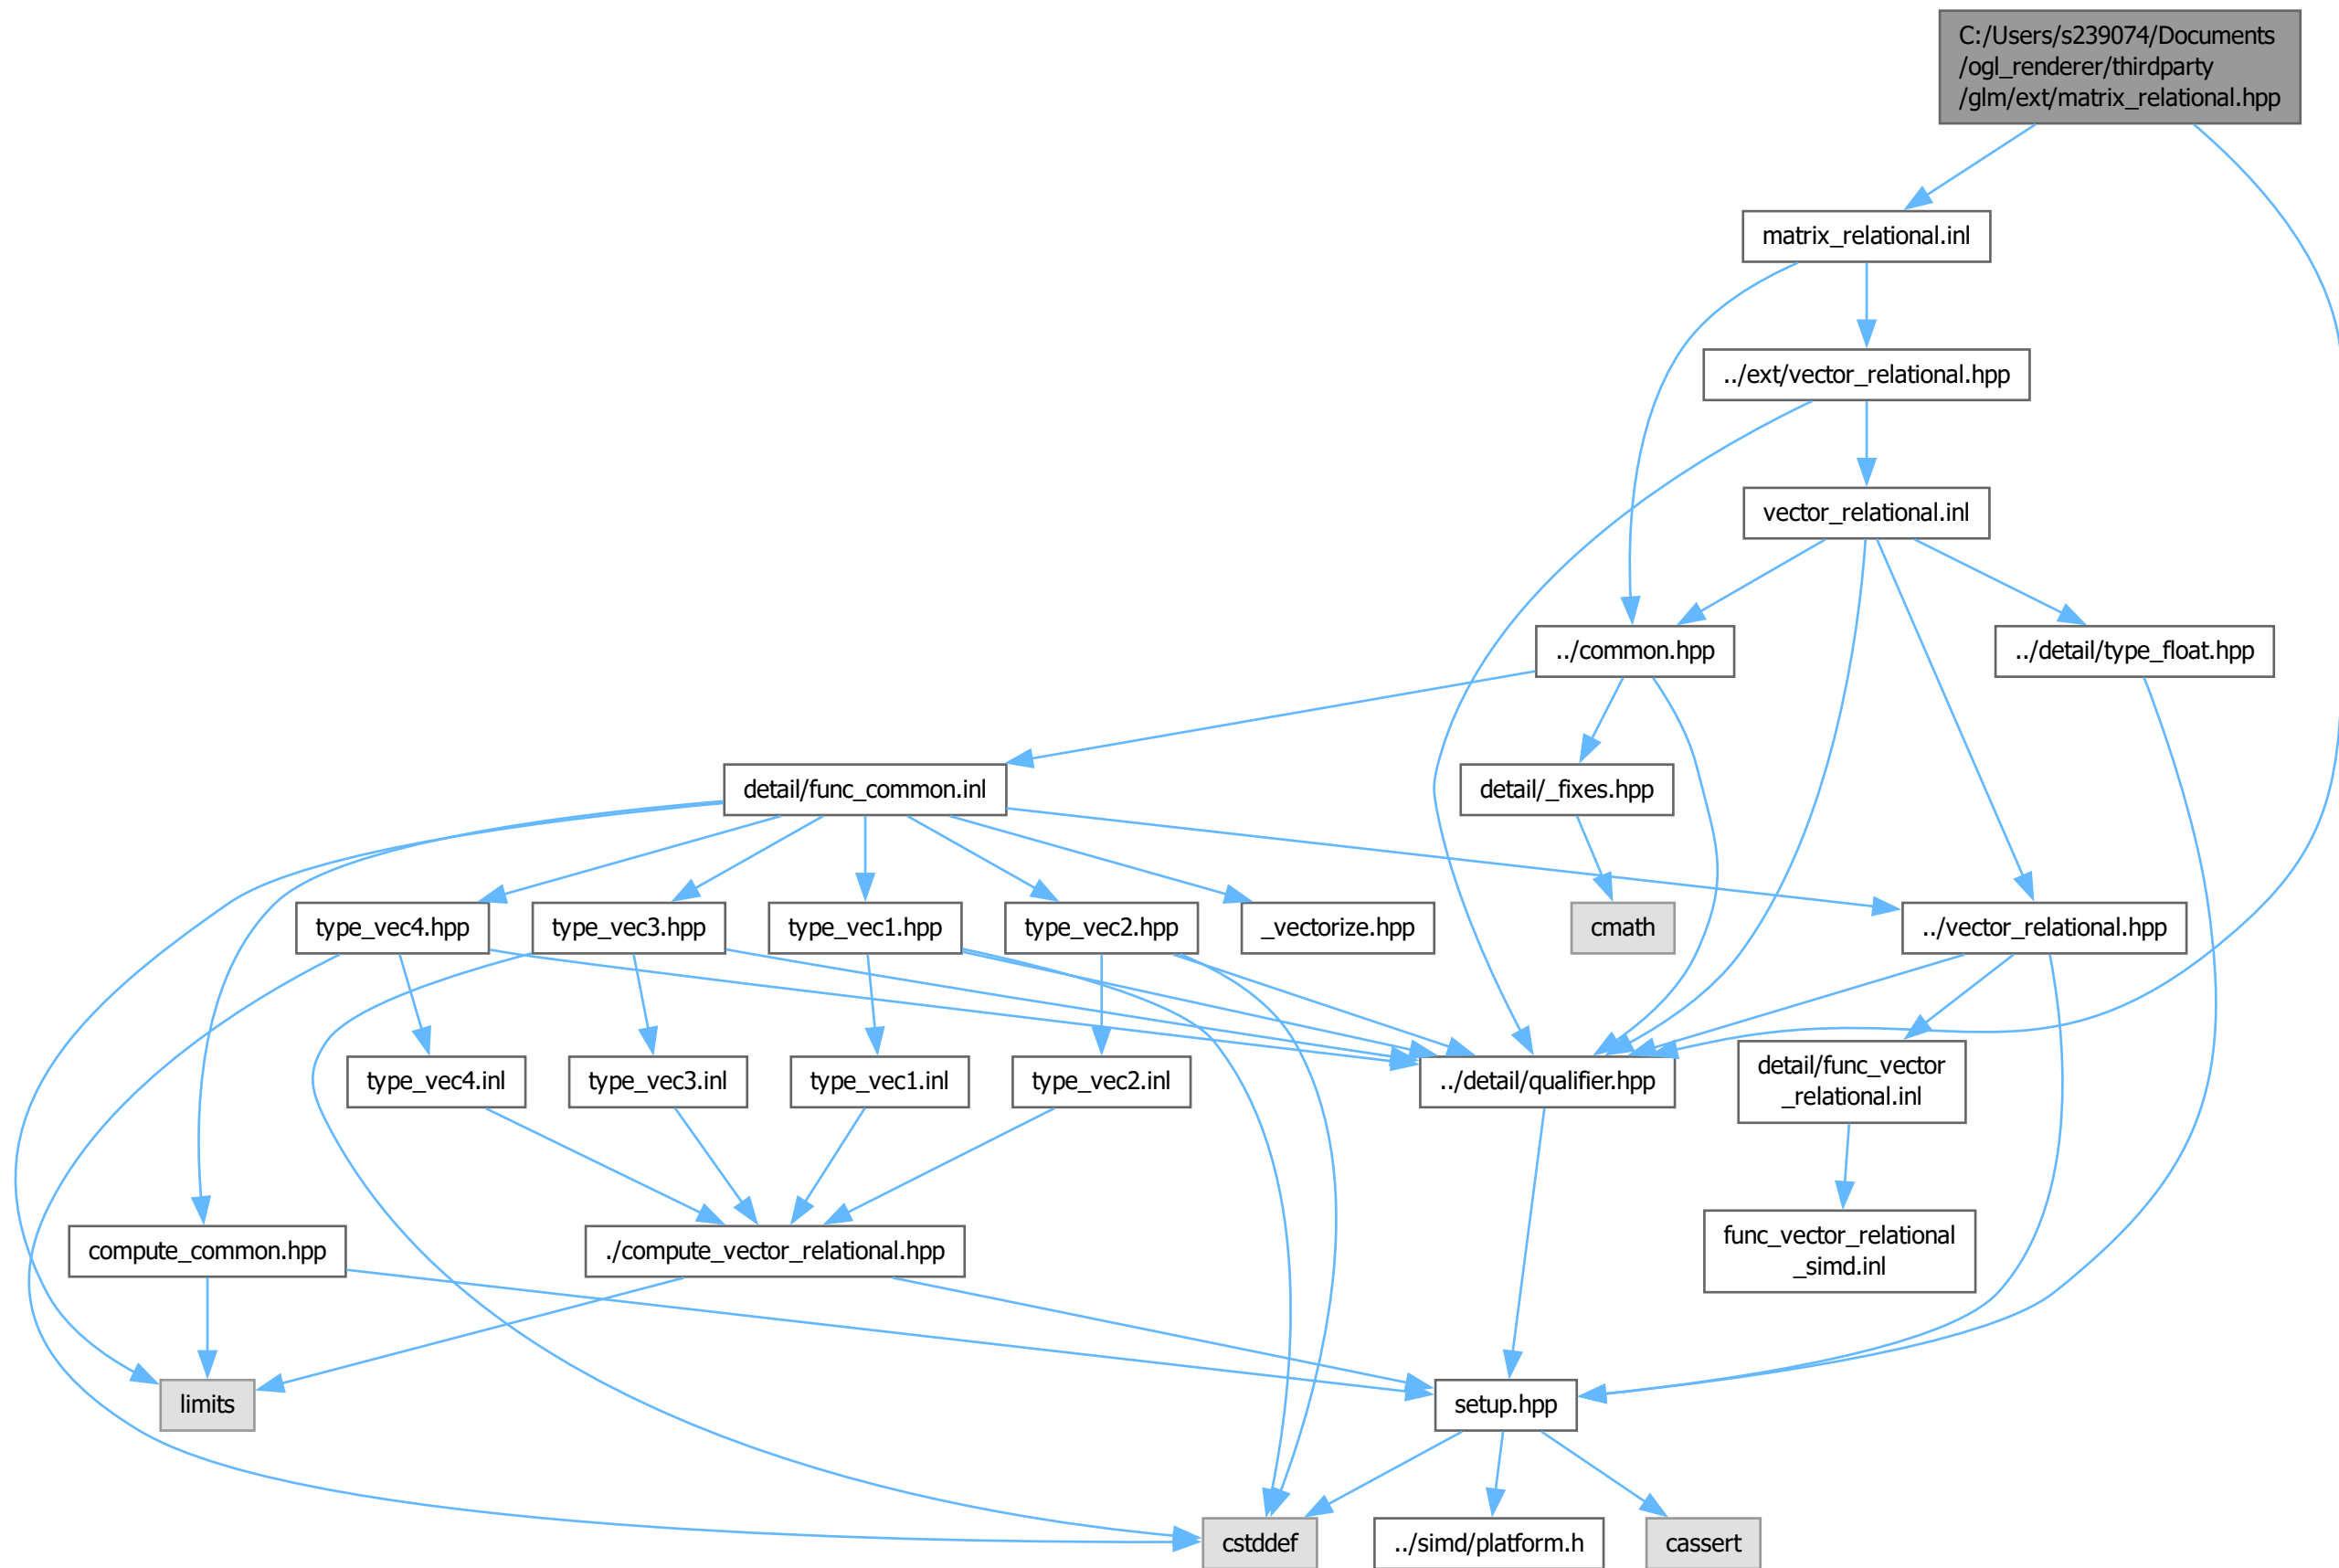 C:/Users/s239074/Documents
/ogl_renderer/thirdparty
/glm/ext/matrix_relational.hpp
matrix_relational.inl
../ext/vector_relational.hpp
vector_relational.inl
../common.hpp
../detail/type_float.hpp
detail/func_common.inl
detail/_fixes.hpp
type_vec4.hpp
type_vec3.hpp
type_vec1.hpp
type_vec2.hpp
_vectorize.hpp
cmath
../vector_relational.hpp
type_vec4.inl
type_vec3.inl
type_vec1.inl
type_vec2.inl
../detail/qualifier.hpp
detail/func_vector
_relational.inl
compute_common.hpp
./compute_vector_relational.hpp
func_vector_relational
_simd.inl
limits
setup.hpp
cstddef
../simd/platform.h
cassert